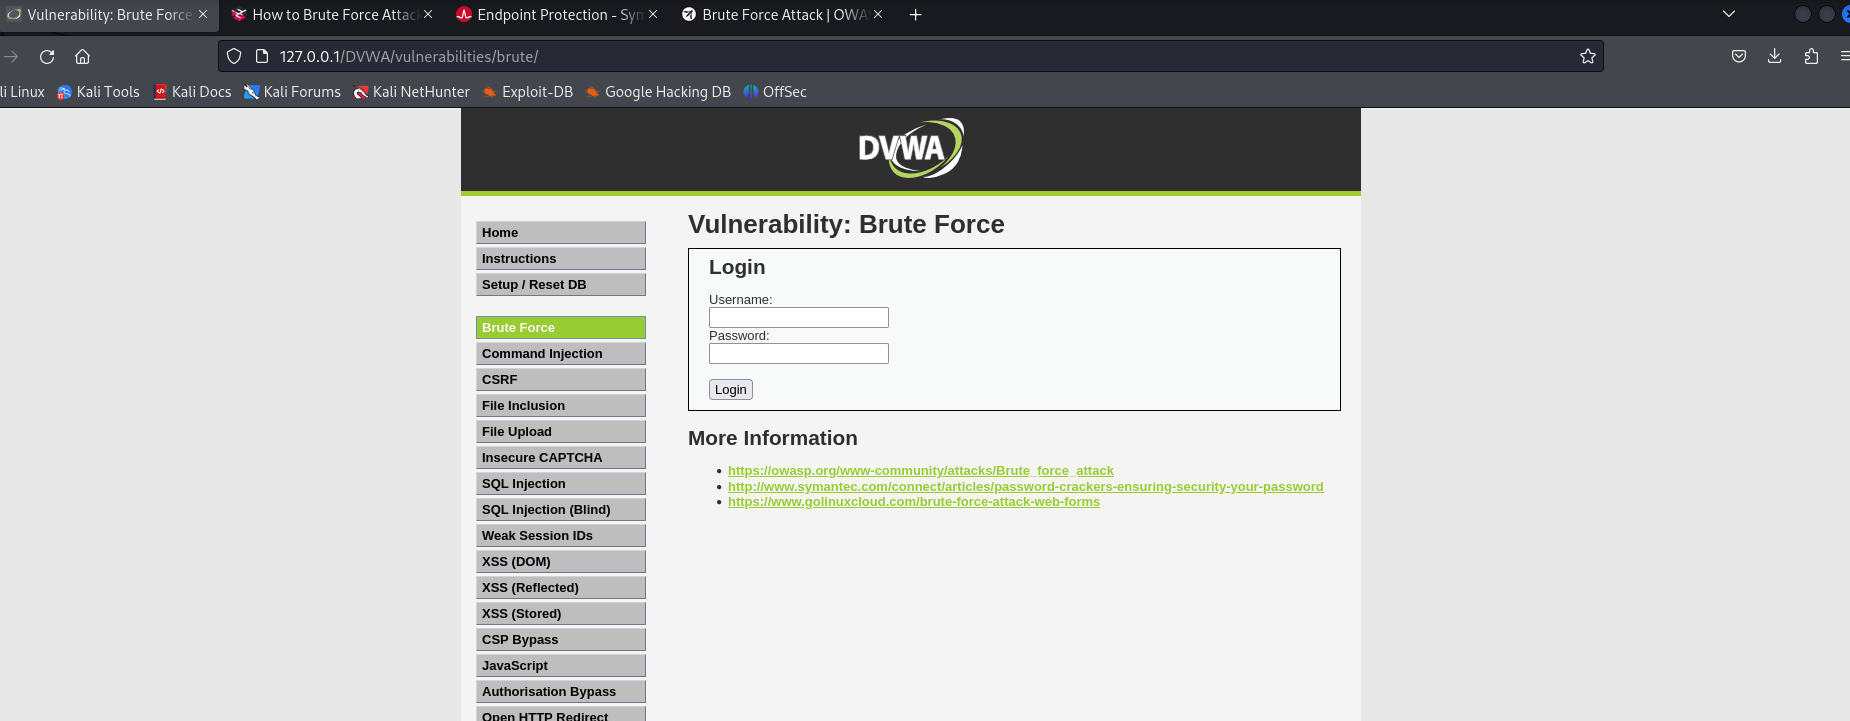 Vulnerability: Brute Force
How to Brute Force Attac
Endpoint Protection - Sym
Brute Force Attack | OWA
127.0.0.1/DVWA/vulnerabilities/brute/
li Linux
Kali Tools
Kali Docs
Kali Forums
Kali NetHunter
Exploit-DB
Google Hacking DB
OffSec
DVWA
Home
Instructions
Setup / Reset DB
Brute Force
Command Injection
CSRF
File Inclusion
File Upload
Insecure CAPTCHA
SQL Injection
SQL Injection (Blind)
Weak Session IDs
XSS (DOM)
XSS (Reflected)
XSS (Stored)
CSP Bypass
JavaScript
Authorisation Bypass
Open HTTP Redirect
Vulnerability: Brute Force
Login
Username:
Password:
Login
More Information
https://owasp.org/www-community/attacks/Brute_force_attack
http://www.symantec.com/connect/articles/password-crackers-ensuring-security-your-password
https://www.golinuxcloud.com/brute-force-attack-web-forms